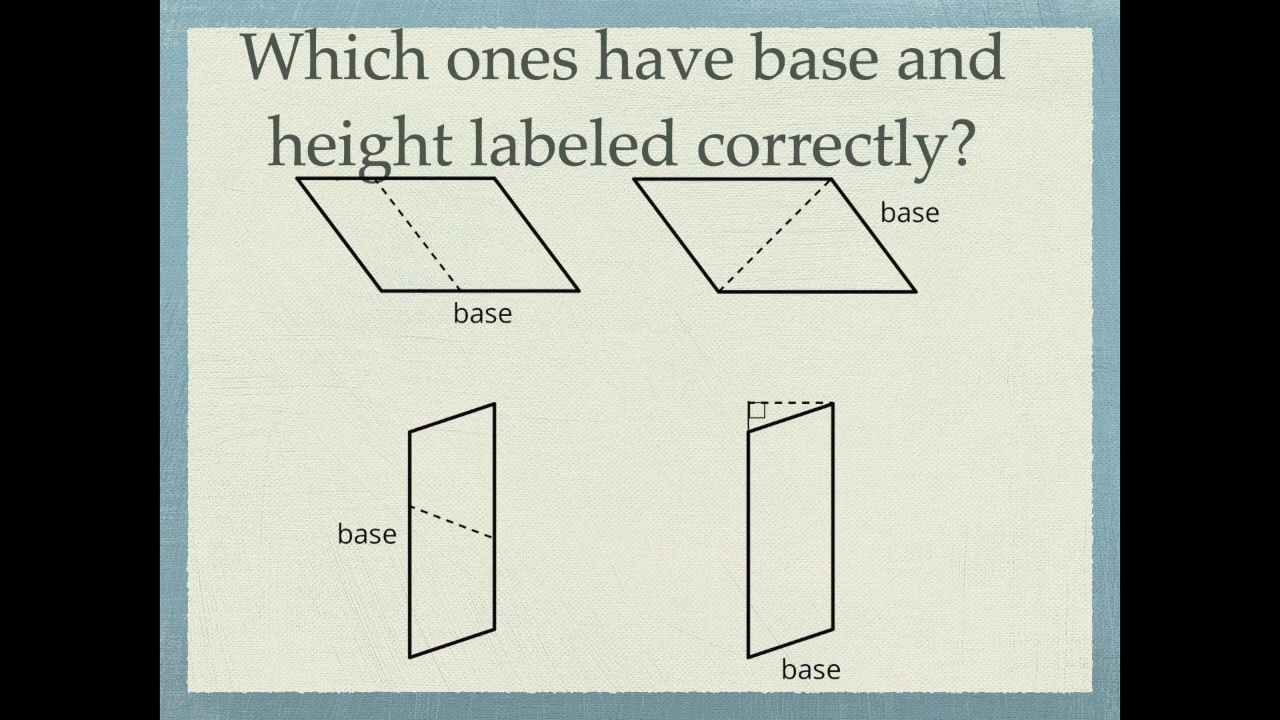 Which ones have base and
height labeled correctly?
base
base
base
base